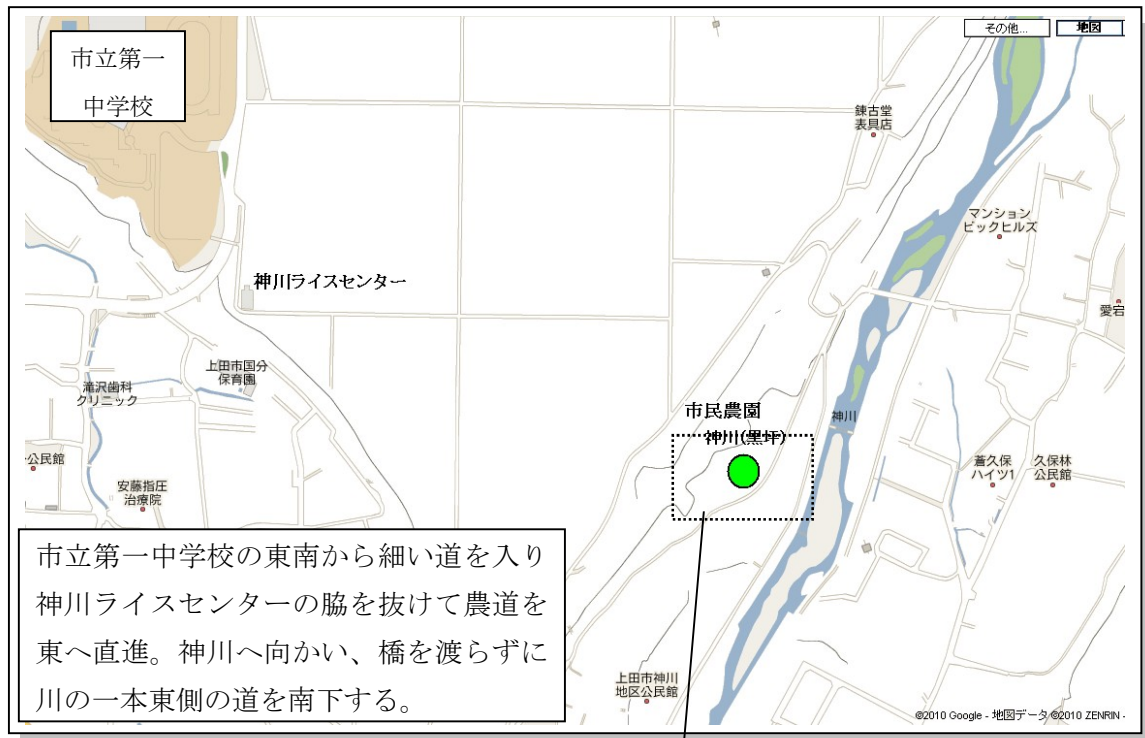 市立第一
中学校
その他...
地図
錬古堂
表具店
マンション
ビックヒルズ
神川ライスセンター
愛宕
上田市国分
保育園
滝沢歯科
クリニック
市民農園
神川(黒坪)
神川
公民館
安藤指圧
治療院
蒼久保
ハイツ1
久保林
公民館
市立第一中学校の東南から細い道を入り
神川ライスセンターの脇を抜けて農道を
東へ直進。神川へ向かい、橋を渡らずに
川の一本東側の道を南下する。
上田市神川
地区公民館
©2010 Google - 地図データ ©2010 ZENRIN -